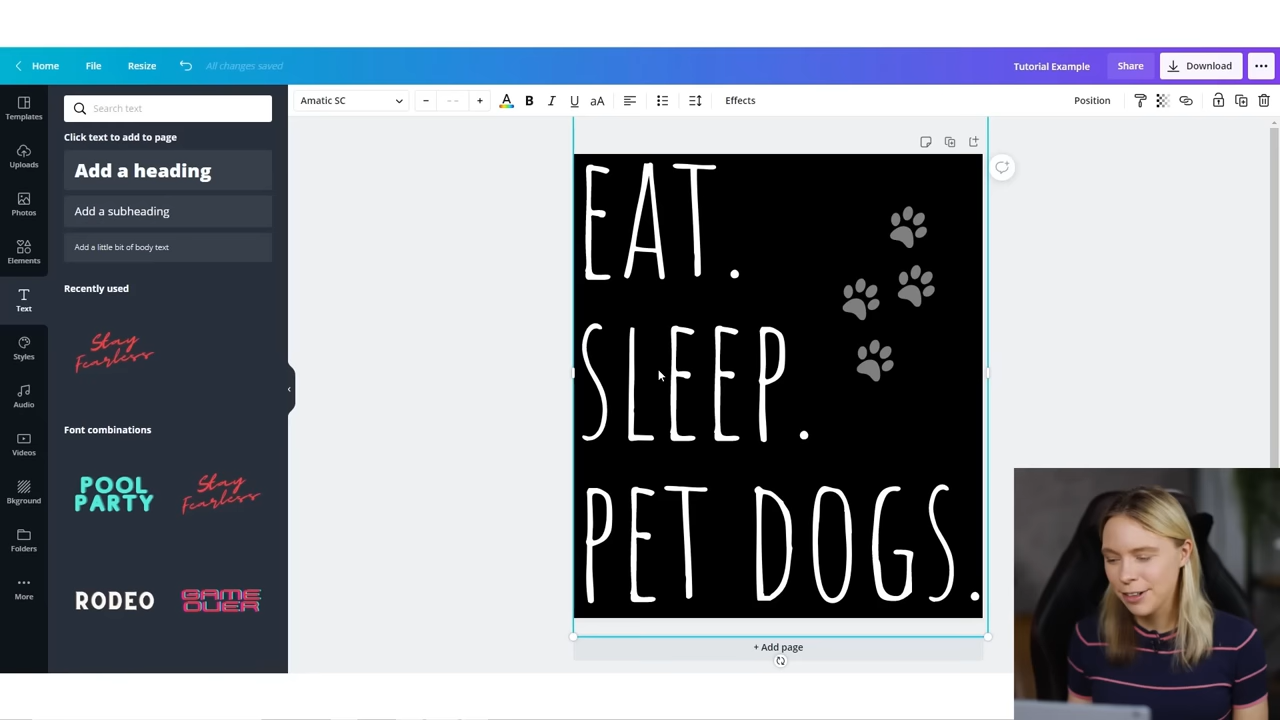 Home File Resize All changes saved Tutorial Example Share Download
Templates
Uploads
Photos
Elements
Text
Styles
Audio
Videos
Bkground
Folders
More
Search text
Click text to add to page
Add a heading
Add a subheading
Add a little bit of body text
Recently used
Stay
Fearless
Font combinations
POOL
PARTY
Stay
Fearless
RODEO
GAME
OVER
Amatic SC B I U aA Effects Position
EAT.
SLEEP.
PET DOGS.
+ Add page